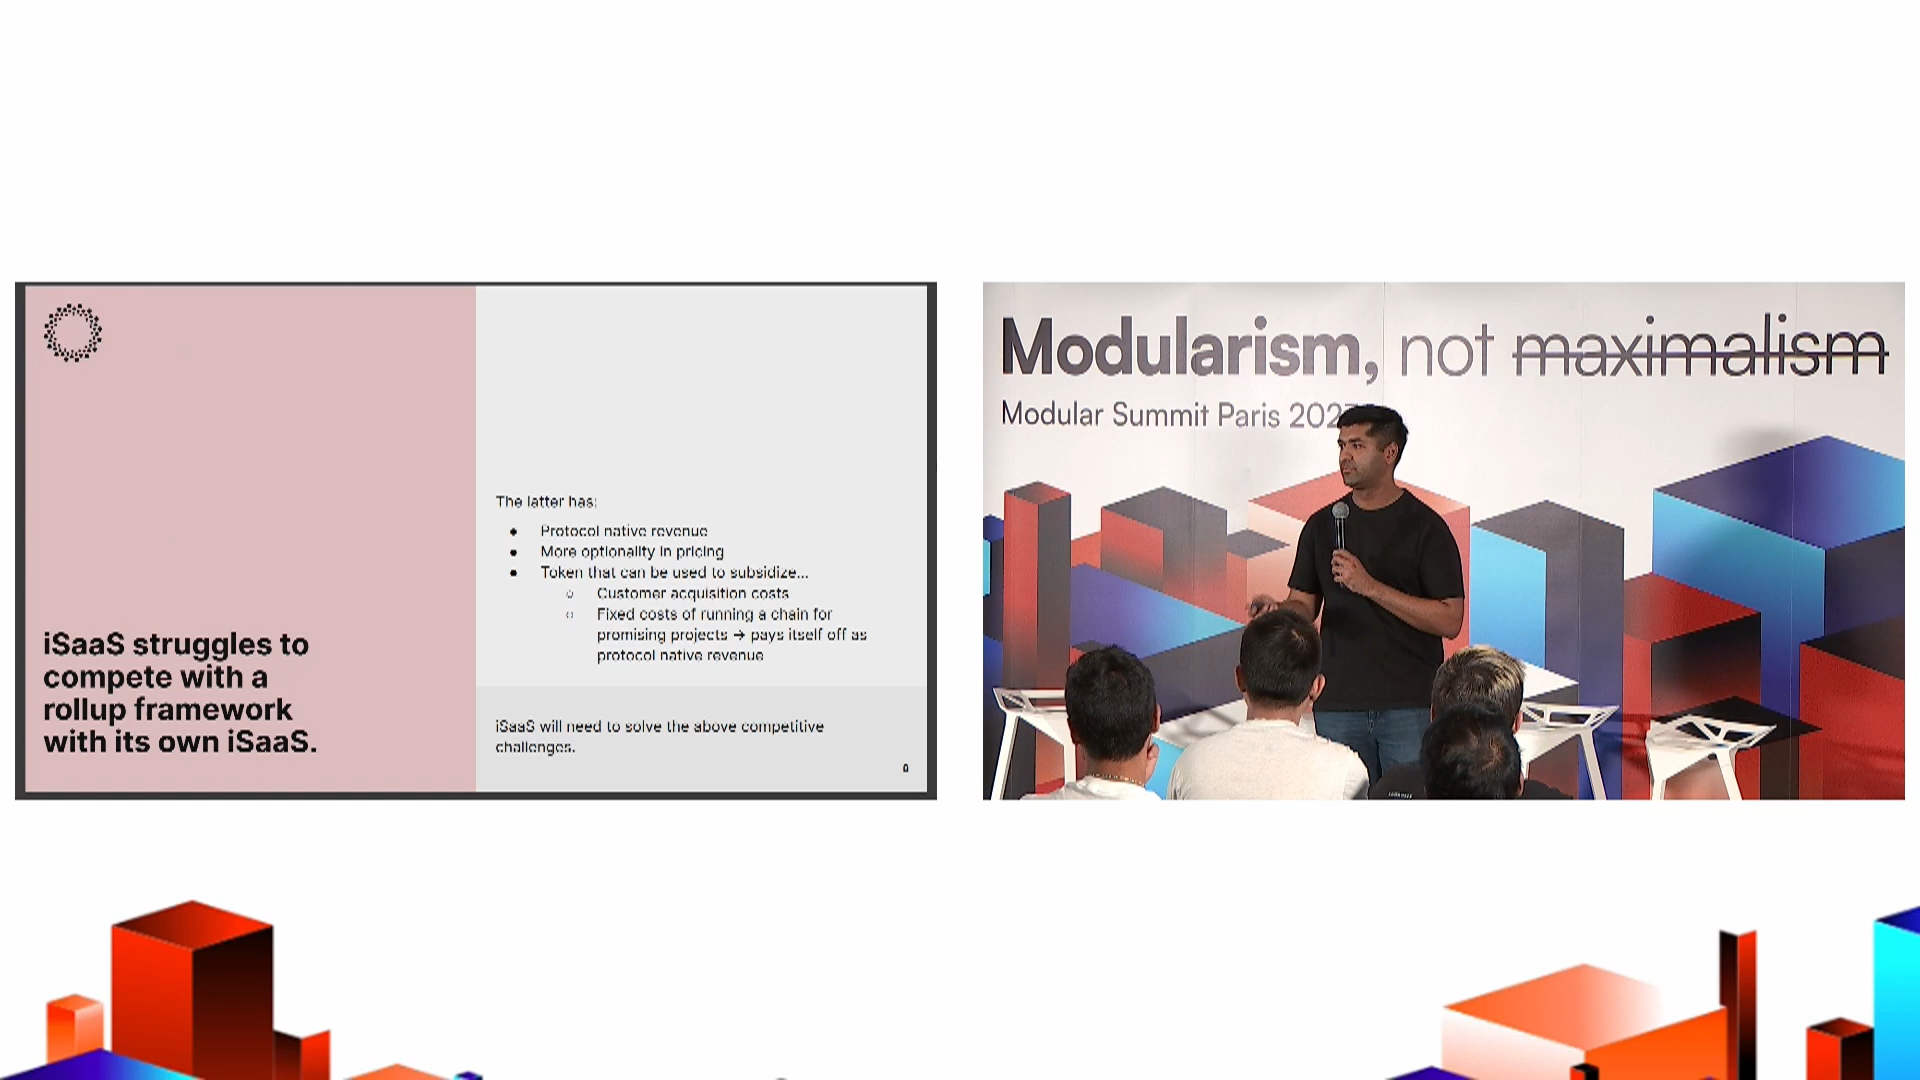 iSaaS struggles to
compete with a
rollup framework
with its own iSaaS.
The latter has:
● Protocol native revenue
● More optionality in pricing
● Token that can be used to subsidize...
○ Customer acquisition costs
○ Fixed costs of running a chain for
promising projects → pays itself off as
protocol native revenue
iSaaS will need to solve the above competitive
challenges.
Modularism, not maximalism
Modular Summit Paris